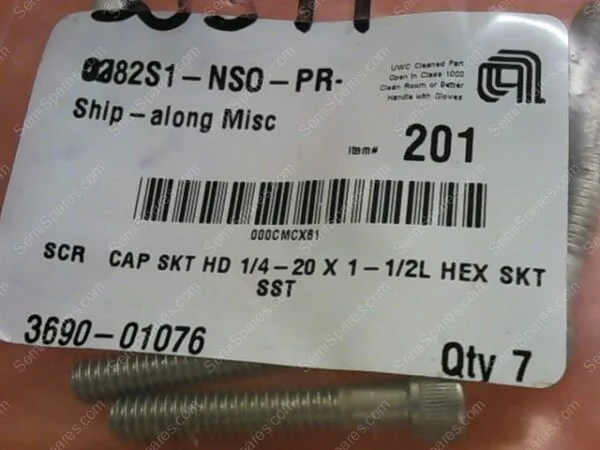 82S1-NSO-PR-
Ship-along Misc
UWC Cleaned Part
Open in Class 1000
Clean Room or Better
Handle with Gloves
Item# 201
000CMCX81
SCR CAP SKT HD 1/4-20 X 1-1/2L HEX SKT
SST
3690-01076
Qty 7
SemiSpares.com